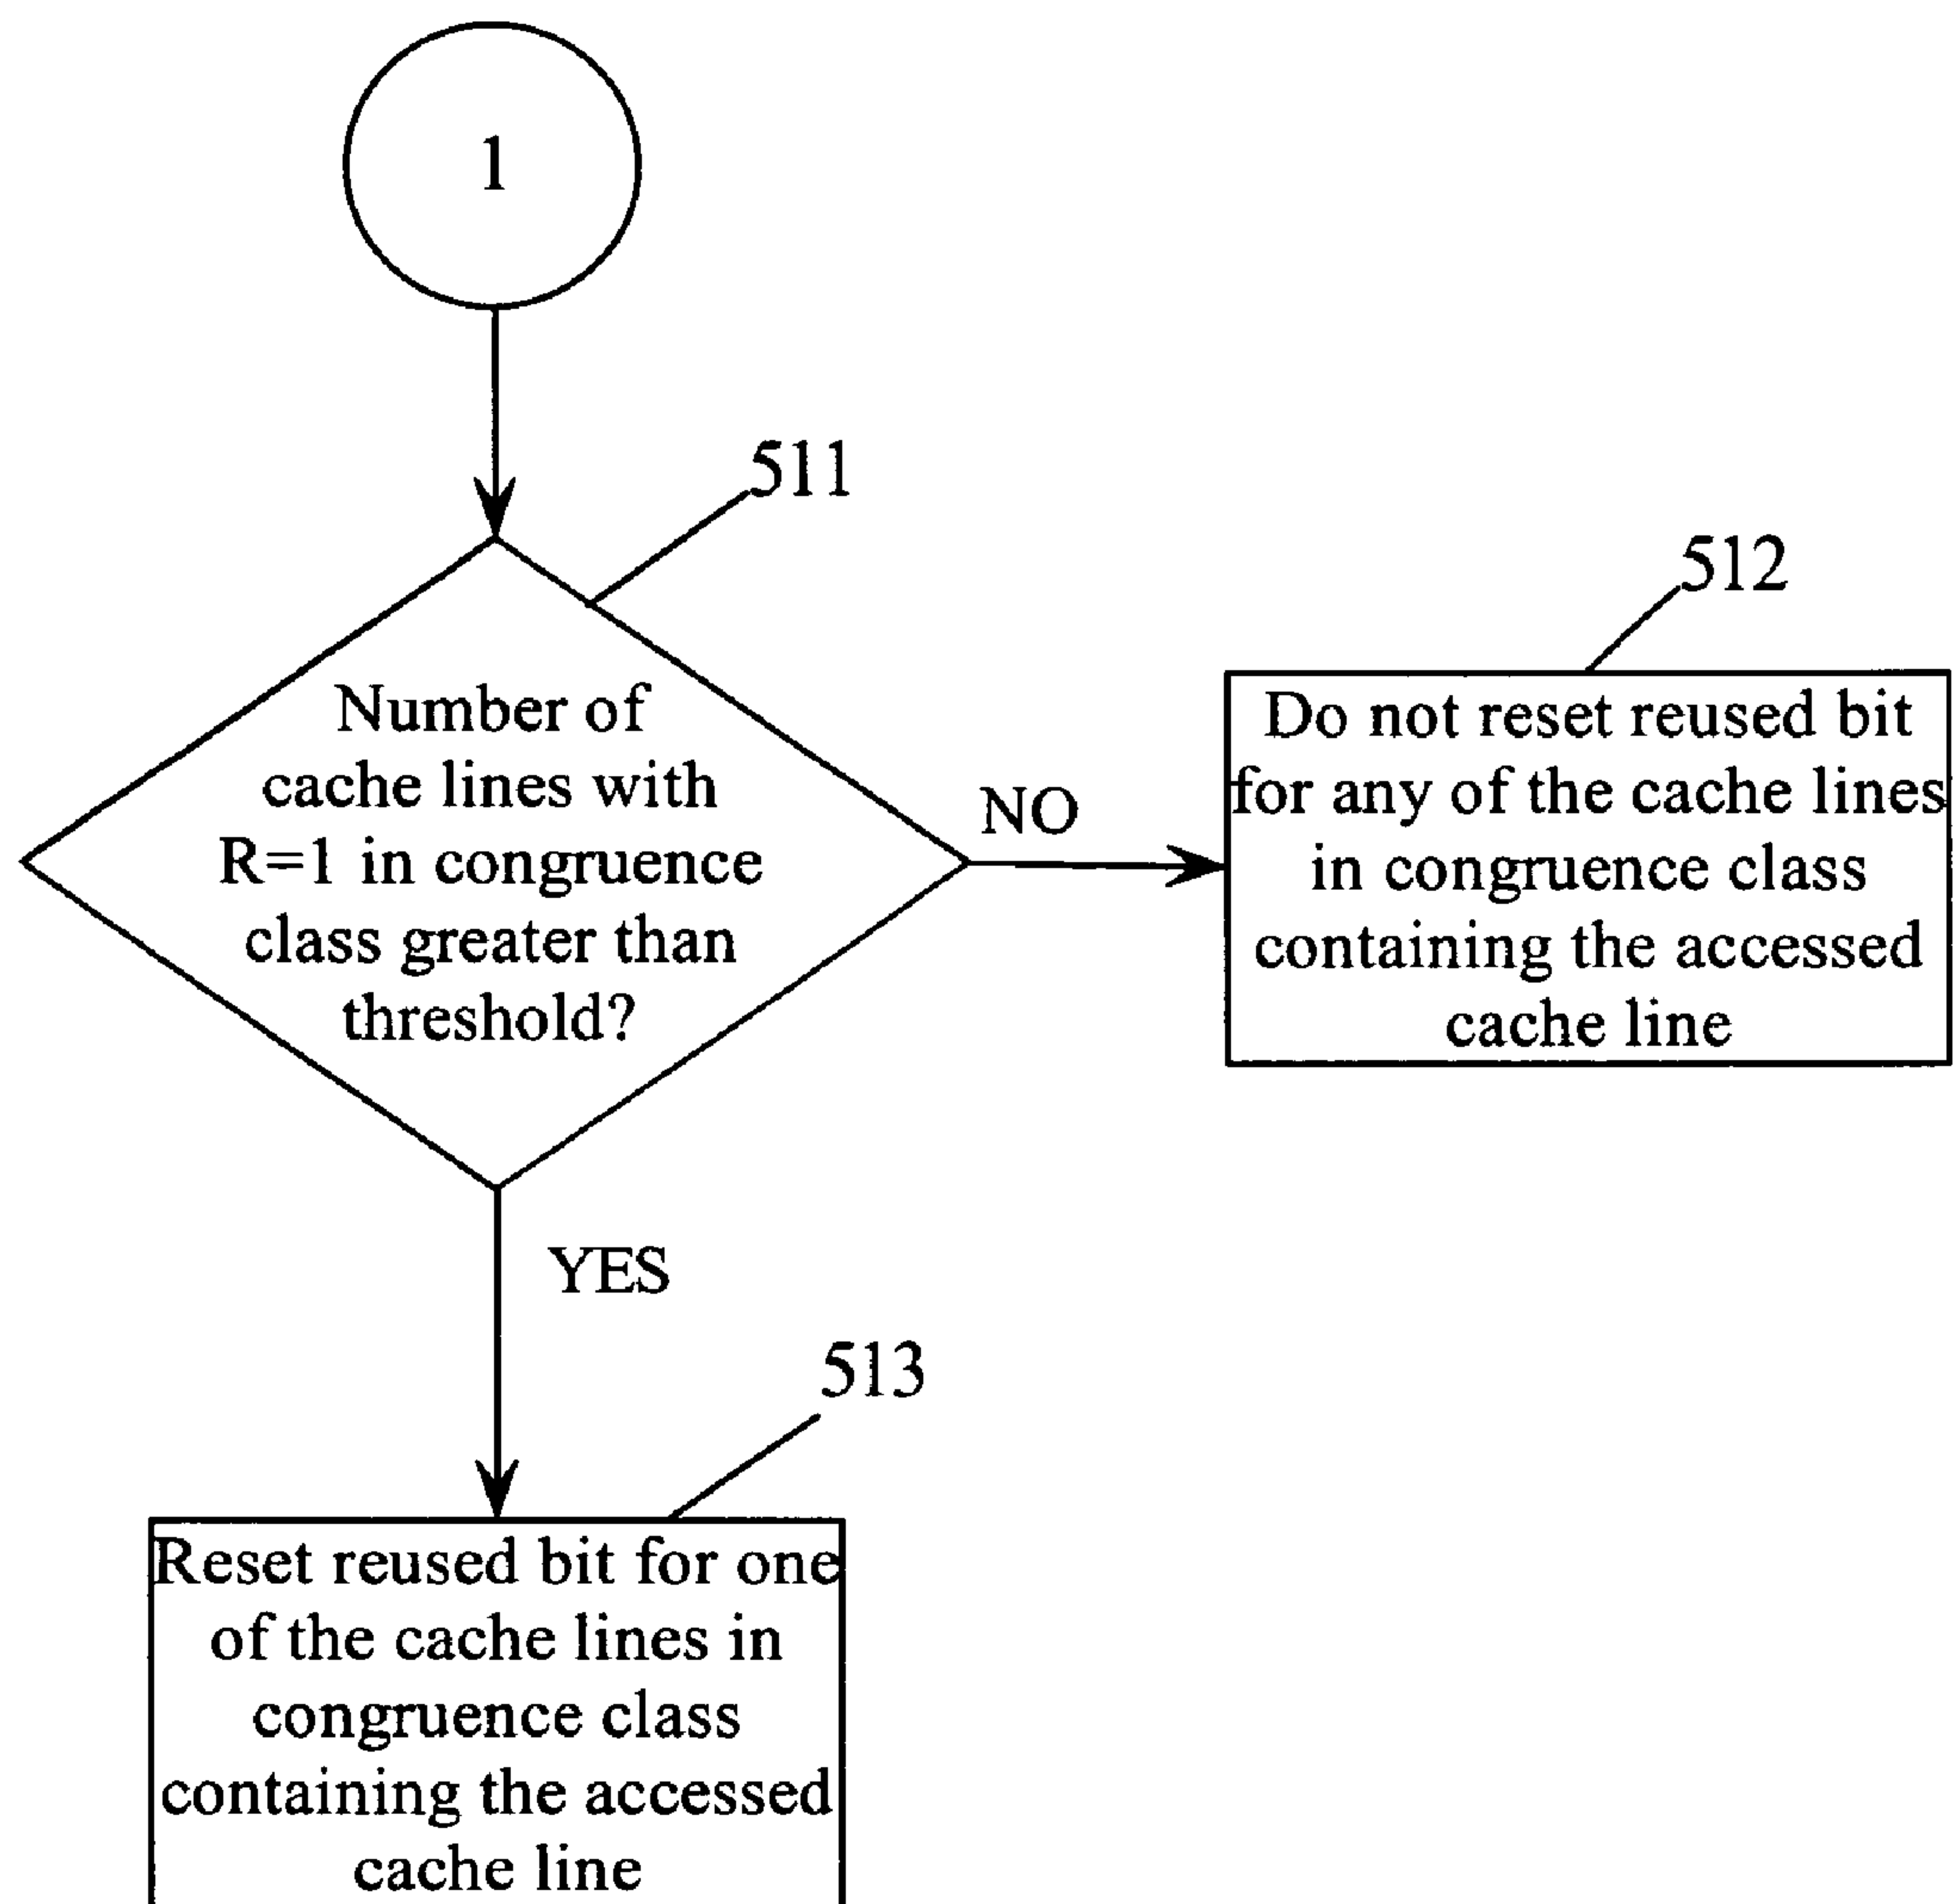 1
511
Number of
cache lines with
R=1 in congruence
class greater than
threshold?
NO
512
Do not reset reused bit
for any of the cache lines
in congruence class
containing the accessed
cache line
YES
513
Reset reused bit for one
of the cache lines in
congruence class
containing the accessed
cache line